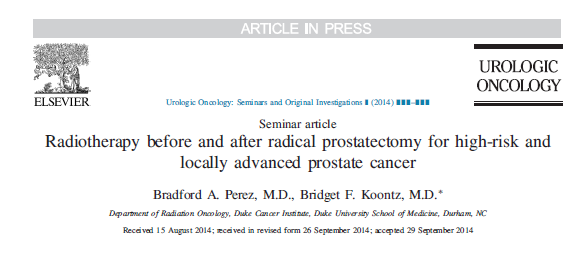 ARTICLE IN PRESS
ELSEVIER
Urologic Oncology: Seminars and Original Investigations ▮ (2014) ▮▮▮–▮▮▮
UROLOGIC
ONCOLOGY
Seminar article
Radiotherapy before and after radical prostatectomy for high-risk and
locally advanced prostate cancer
Bradford A. Perez, M.D., Bridget F. Koontz, M.D.*
Department of Radiation Oncology, Duke Cancer Institute, Duke University School of Medicine, Durham, NC
Received 15 August 2014; received in revised form 26 September 2014; accepted 29 September 2014